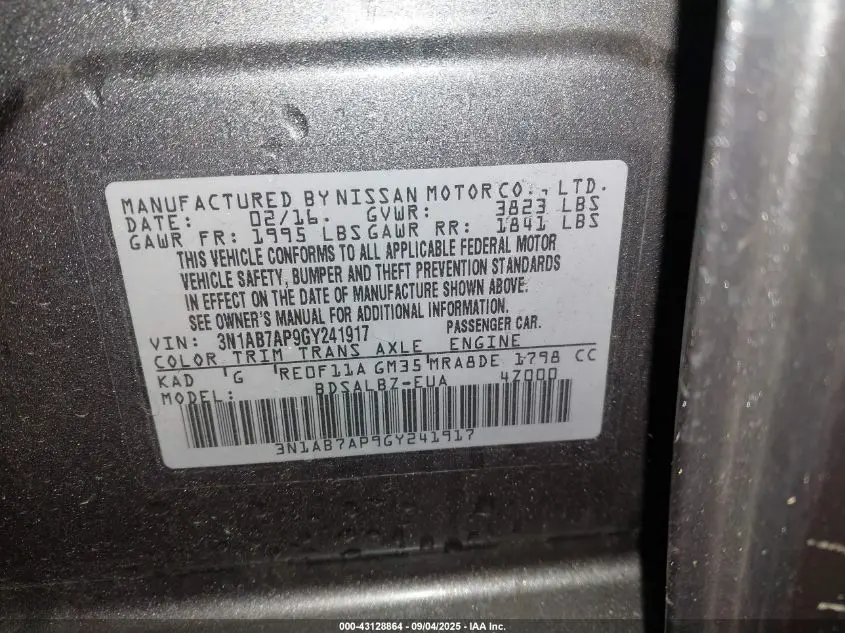 MANUFACTURED BY NISSAN MOTOR CO., LTD.
DATE: 02/16. GVWR: 3823 LBS
GAWR FR: 1995 LBS GAWR RR: 1841 LBS
THIS VEHICLE CONFORMS TO ALL APPLICABLE FEDERAL MOTOR
VEHICLE SAFETY, BUMPER AND THEFT PREVENTION STANDARDS
IN EFFECT ON THE DATE OF MANUFACTURE SHOWN ABOVE.
SEE OWNER'S MANUAL FOR ADDITIONAL INFORMATION.
VIN: 3N1AB7AP9GY241917 PASSENGER CAR.
COLOR TRIM TRANS AXLE ENGINE
KAD G RE0F11A GM35 MRA8DE 1798 CC
MODEL: BDSALBZ-EUA 4Z000
3N1AB7AP9GY241917
000-43128864 - 09/04/2025 - IAA Inc.